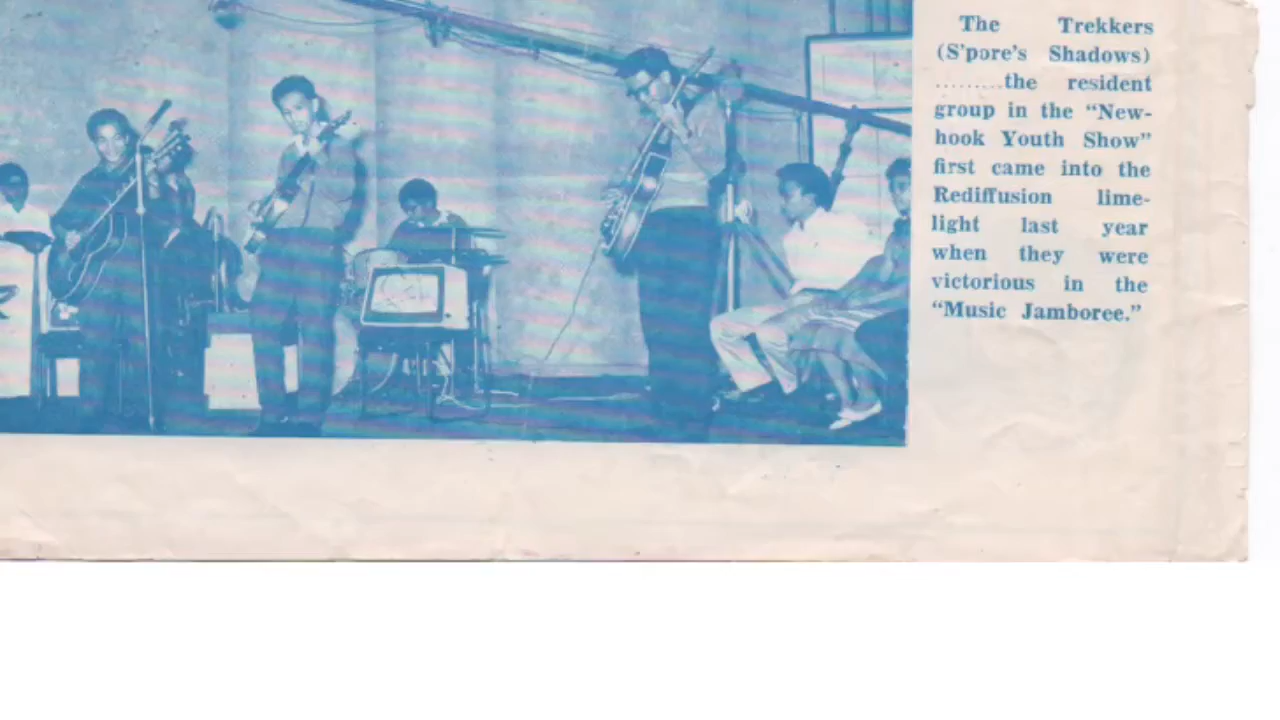 The Trekkers
(S'pore's Shadows)
.........the resident
group in the "New-
hook Youth Show"
first came into the
Rediffusion lime-
light last year
when they were
victorious in the
"Music Jamboree."